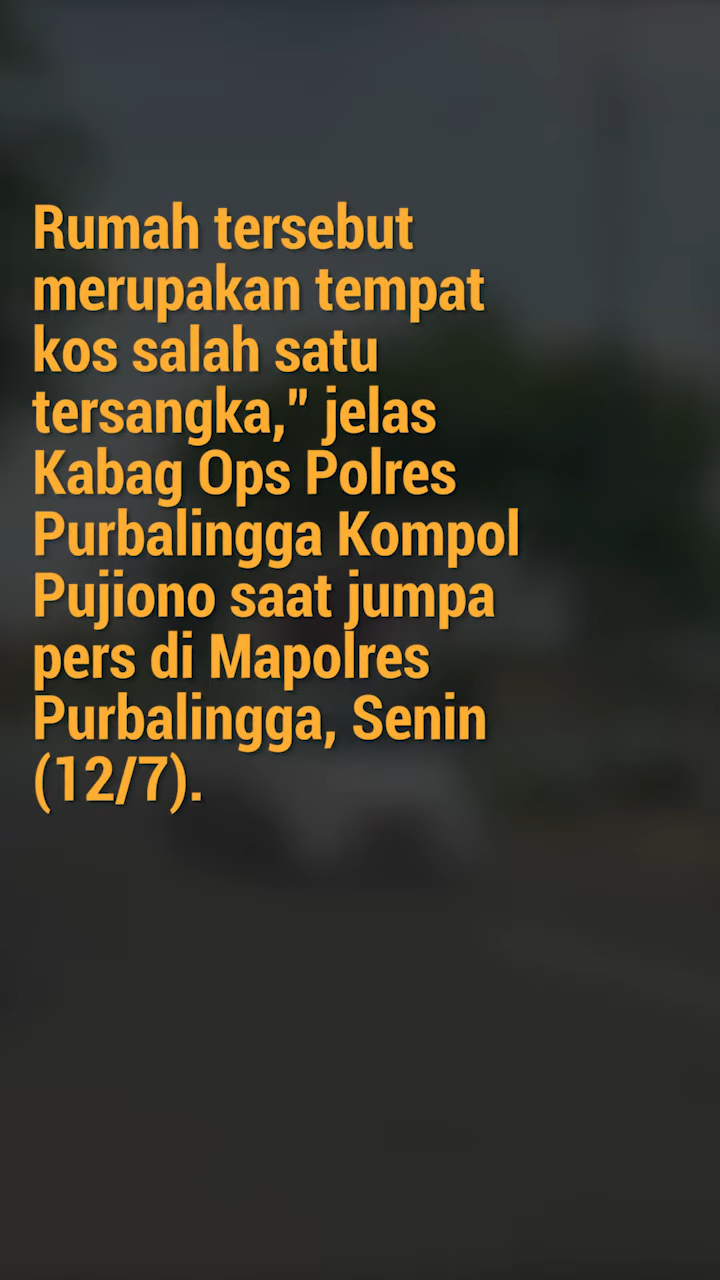 Rumah tersebut
merupakan tempat
kos salah satu
tersangka,” jelas
Kabag Ops Polres
Purbalingga Kompol
Pujiono saat jumpa
pers di Mapolres
Purbalingga, Senin
(12/7).